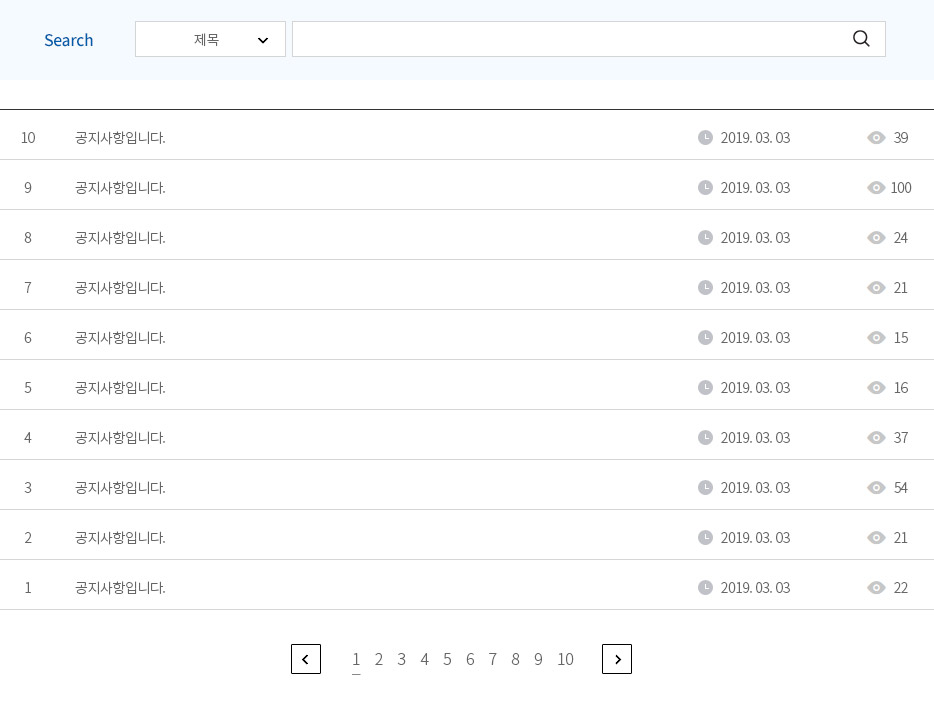 Search 제목
10 공지사항입니다. 2019. 03. 03 39
9 공지사항입니다. 2019. 03. 03 100
8 공지사항입니다. 2019. 03. 03 24
7 공지사항입니다. 2019. 03. 03 21
6 공지사항입니다. 2019. 03. 03 15
5 공지사항입니다. 2019. 03. 03 16
4 공지사항입니다. 2019. 03. 03 37
3 공지사항입니다. 2019. 03. 03 54
2 공지사항입니다. 2019. 03. 03 21
1 공지사항입니다. 2019. 03. 03 22
1 2 3 4 5 6 7 8 9 10